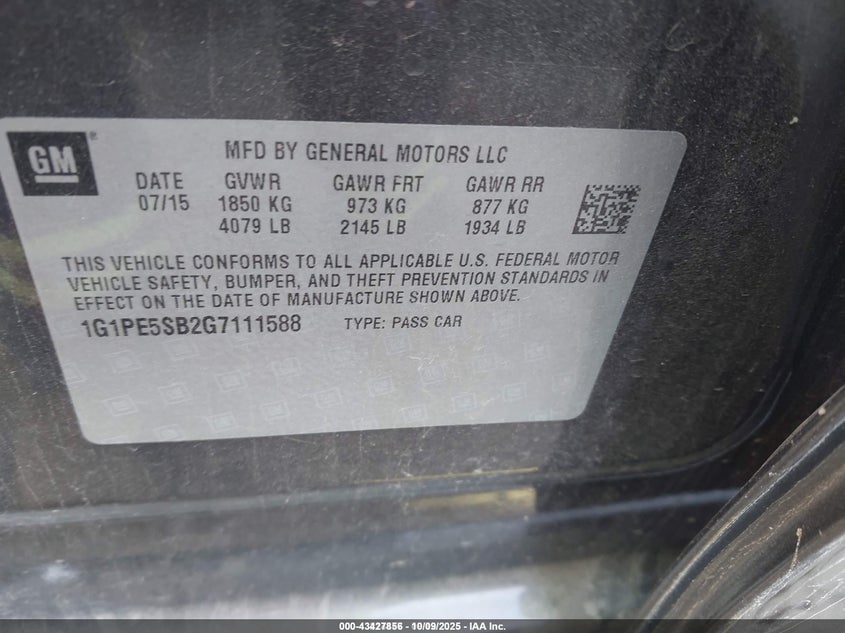 GM®
MFD BY GENERAL MOTORS LLC
DATE GVWR GAWR FRT GAWR RR
07/15 1850 KG 973 KG 877 KG
4079 LB 2145 LB 1934 LB
THIS VEHICLE CONFORMS TO ALL APPLICABLE U.S. FEDERAL MOTOR
VEHICLE SAFETY, BUMPER, AND THEFT PREVENTION STANDARDS IN
EFFECT ON THE DATE OF MANUFACTURE SHOWN ABOVE.
1G1PE5SB2G7111588 TYPE: PASS CAR
000-43427856 - 10/09/2025 - IAA Inc.